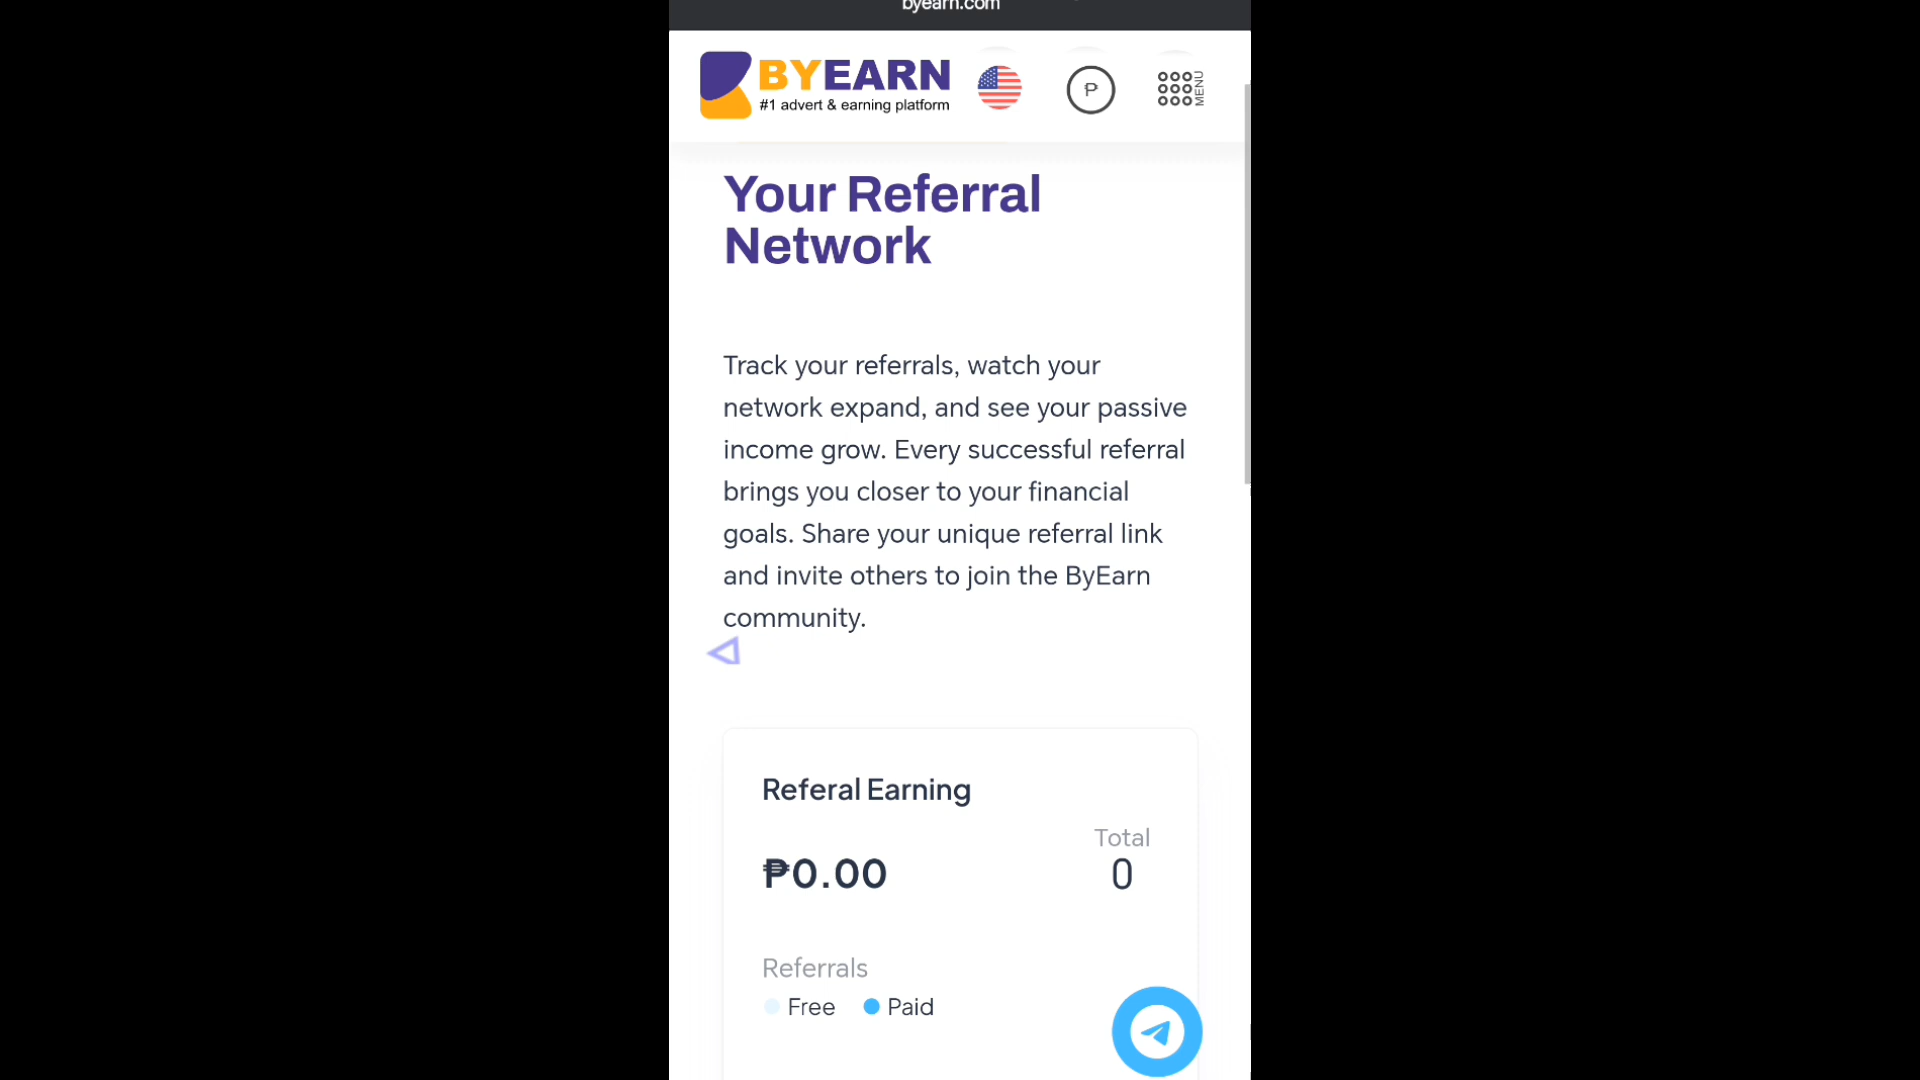 byearn.com
BYEARN
#1 advert & earning platform
₱
MENU
Your Referral
Network
Track your referrals, watch your
network expand, and see your passive
income grow. Every successful referral
brings you closer to your financial
goals. Share your unique referral link
and invite others to join the ByEarn
community.
Referal Earning
Total
₱0.00
0
Referrals
Free
Paid